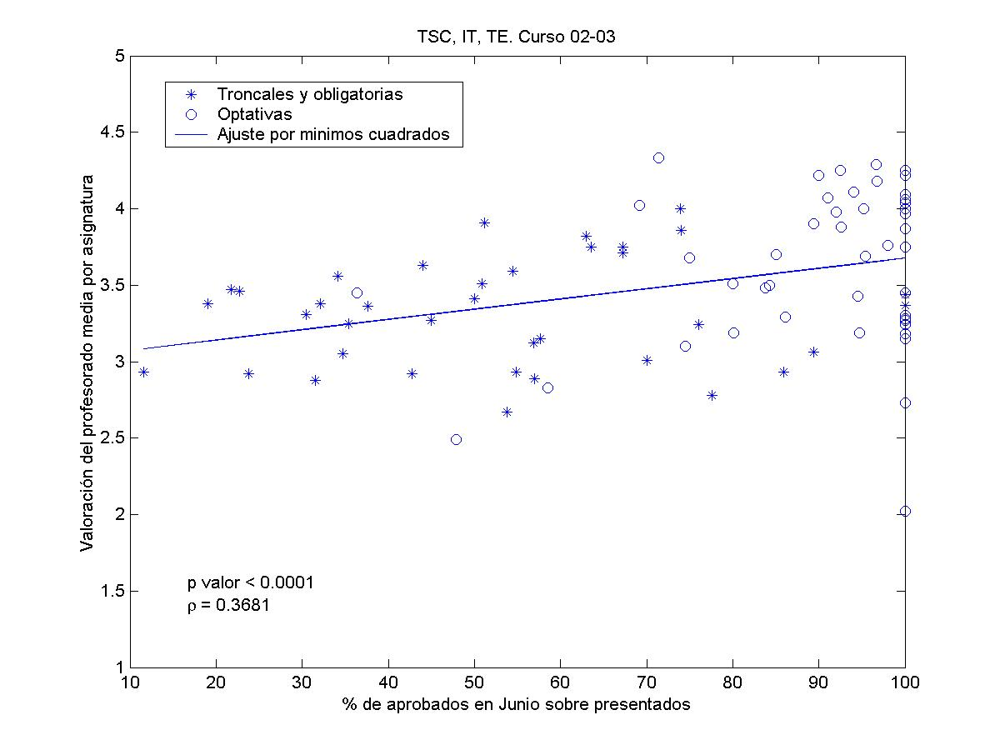 TSC, IT, TE. Curso 02-03
5
4.5
4
3.5
3
2.5
2
1.5
1
Troncales y obligatorias
Optativas
Ajuste por minimos cuadrados
Valoración del profesorado media por asignatura
p valor < 0.0001
ρ = 0.3681
10 20 30 40 50 60 70 80 90 100
% de aprobados en Junio sobre presentados